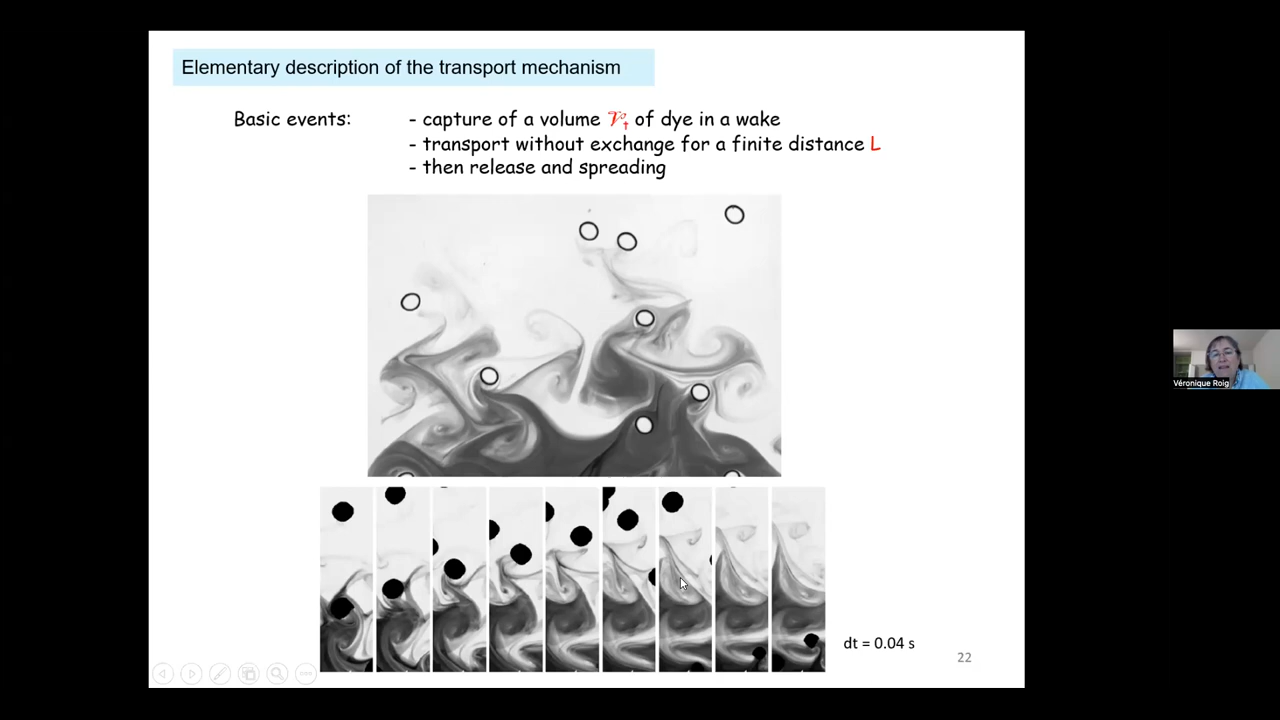 Elementary description of the transport mechanism
Basic events: - capture of a volume 𝒱t of dye in a wake
- transport without exchange for a finite distance L
- then release and spreading
Véronique Roig
dt = 0.04 s
22